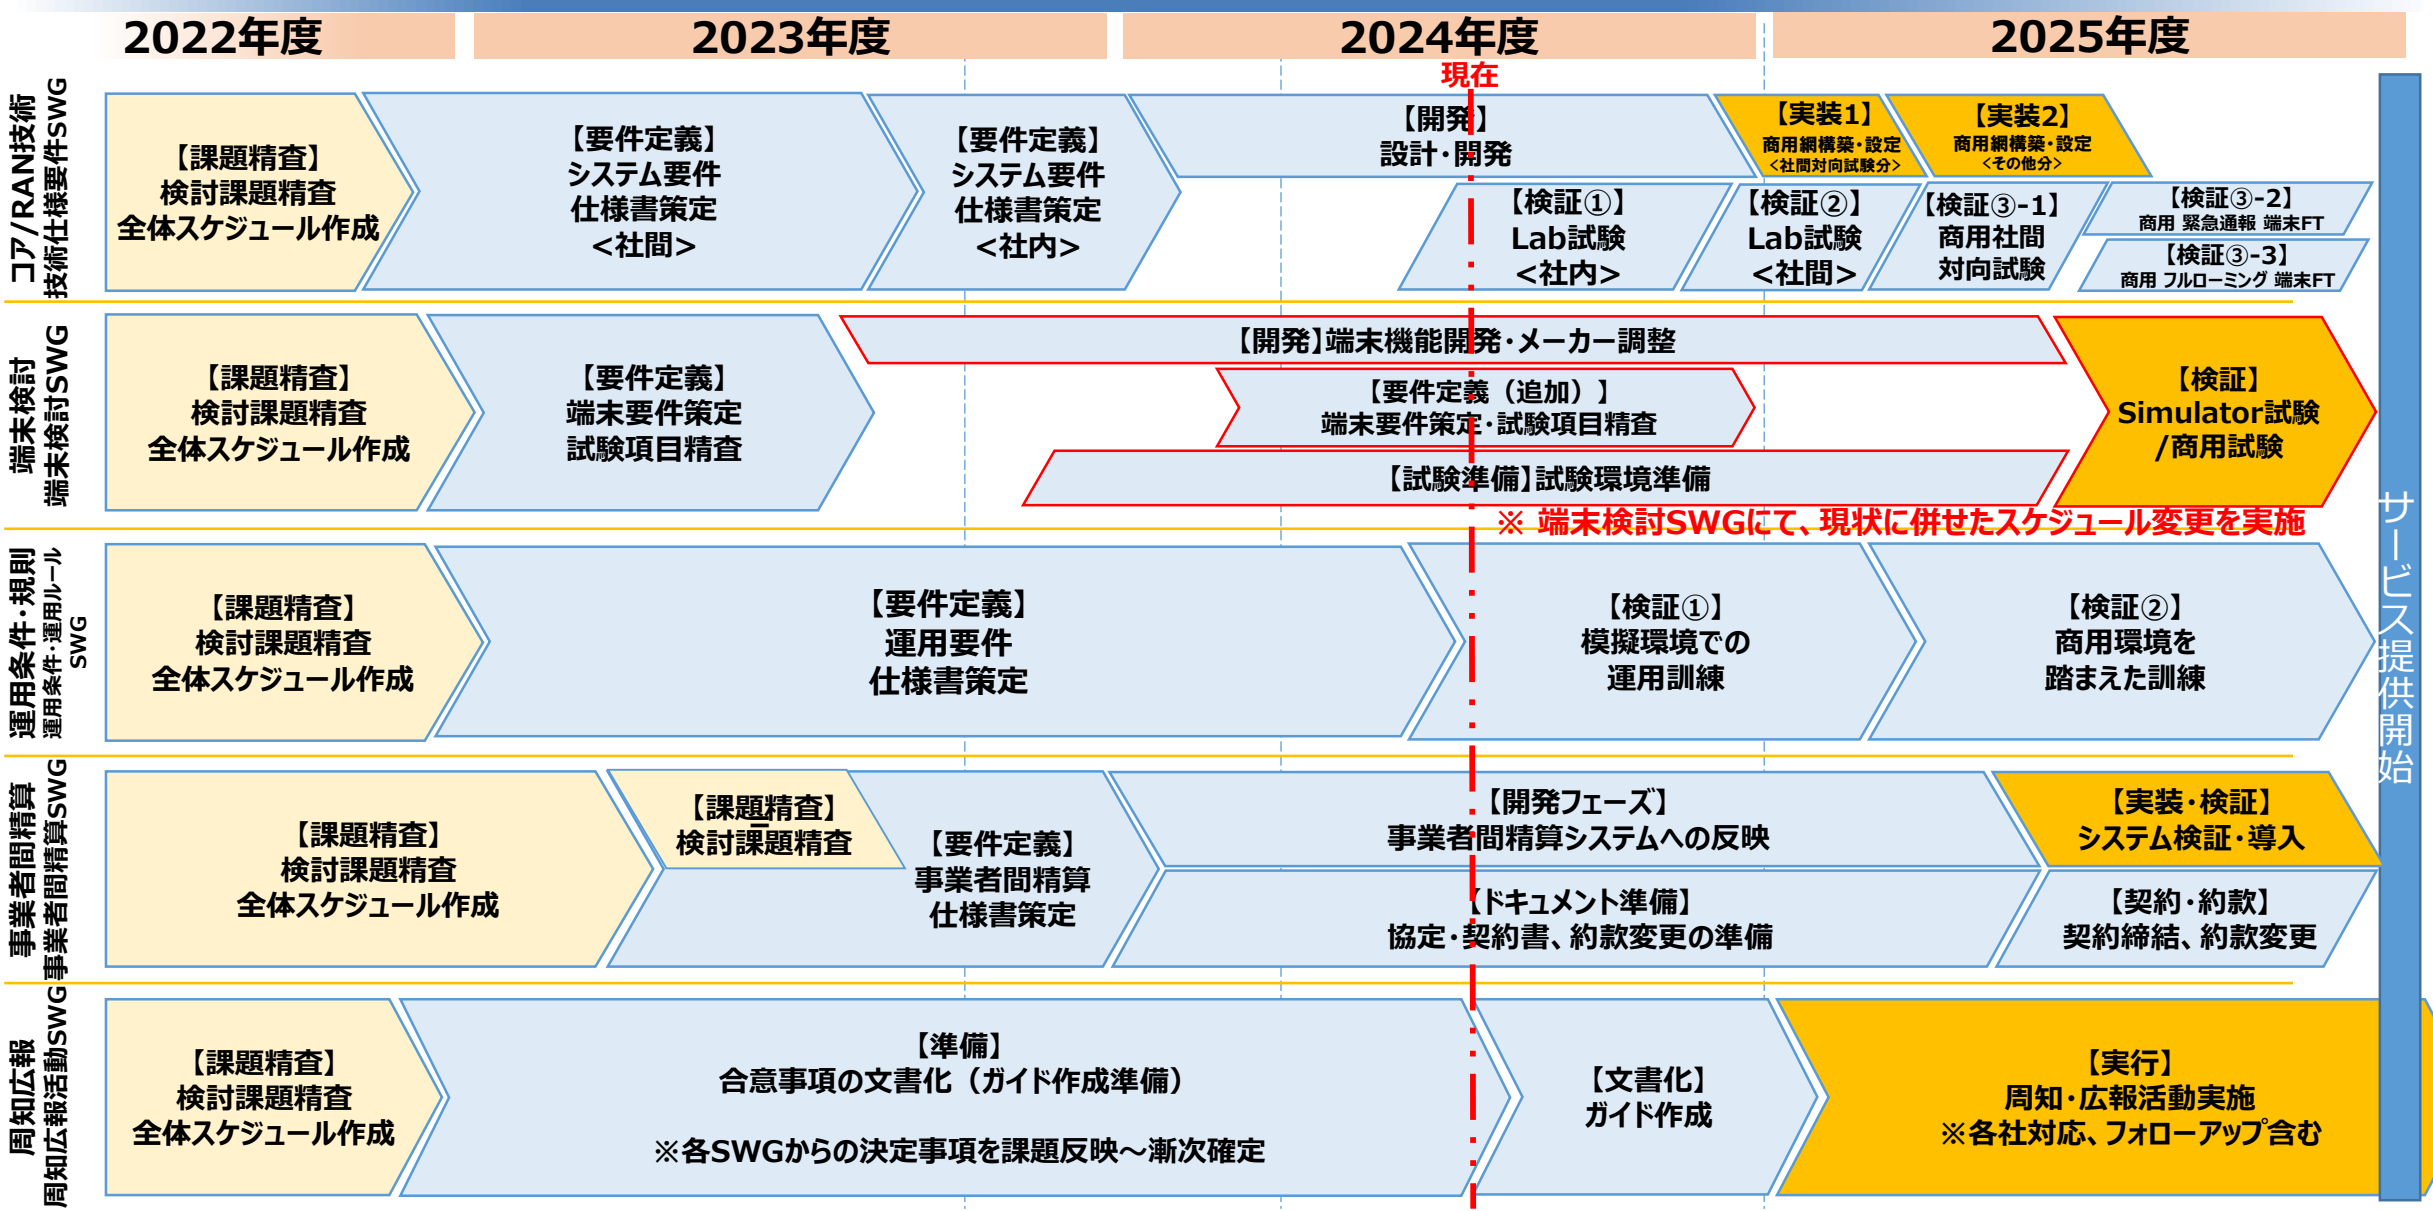 2022年度
2023年度
2024年度
2025年度
現在
コア/RAN技術
技術仕様要件SWG
【課題精査】
検討課題精査
全体スケジュール作成
【要件定義】
システム要件
仕様書策定
<社間>
【要件定義】
システム要件
仕様書策定
<社内>
【開発】
設計・開発
【実装1】
商用網構築・設定
<社間対向試験分>
【実装2】
商用網構築・設定
<その他分>
【検証①】
Lab試験
<社内>
【検証②】
Lab試験
<社間>
【検証③-1】
商用社間
対向試験
【検証③-2】
商用 緊急通報 端末FT
【検証③-3】
商用 フルローミング 端末FT
端末検討
端末検討SWG
【課題精査】
検討課題精査
全体スケジュール作成
【要件定義】
端末要件策定
試験項目精査
【開発】端末機能開発・メーカー調整
【要件定義（追加）】
端末要件策定・試験項目精査
【試験準備】試験環境準備
【検証】
Simulator試験
/商用試験
※ 端末検討SWGにて、現状に併せたスケジュール変更を実施
運用条件・規則
運用条件・運用ルール
SWG
【課題精査】
検討課題精査
全体スケジュール作成
【要件定義】
運用要件
仕様書策定
【検証①】
模擬環境での
運用訓練
【検証②】
商用環境を
踏まえた訓練
事業者間精算
事業者間精算SWG
【課題精査】
検討課題精査
全体スケジュール作成
【課題精査】
検討課題精査
【要件定義】
事業者間精算
仕様書策定
【開発フェーズ】
事業者間精算システムへの反映
【ドキュメント準備】
協定・契約書、約款変更の準備
【実装・検証】
システム検証・導入
【契約・約款】
契約締結、約款変更
周知広報
周知広報活動SWG
【課題精査】
検討課題精査
全体スケジュール作成
【準備】
合意事項の文書化（ガイド作成準備）
※各SWGからの決定事項を課題反映～漸次確定
【文書化】
ガイド作成
【実行】
周知・広報活動実施
※各社対応、フォローアップ含む
サービス提供開始